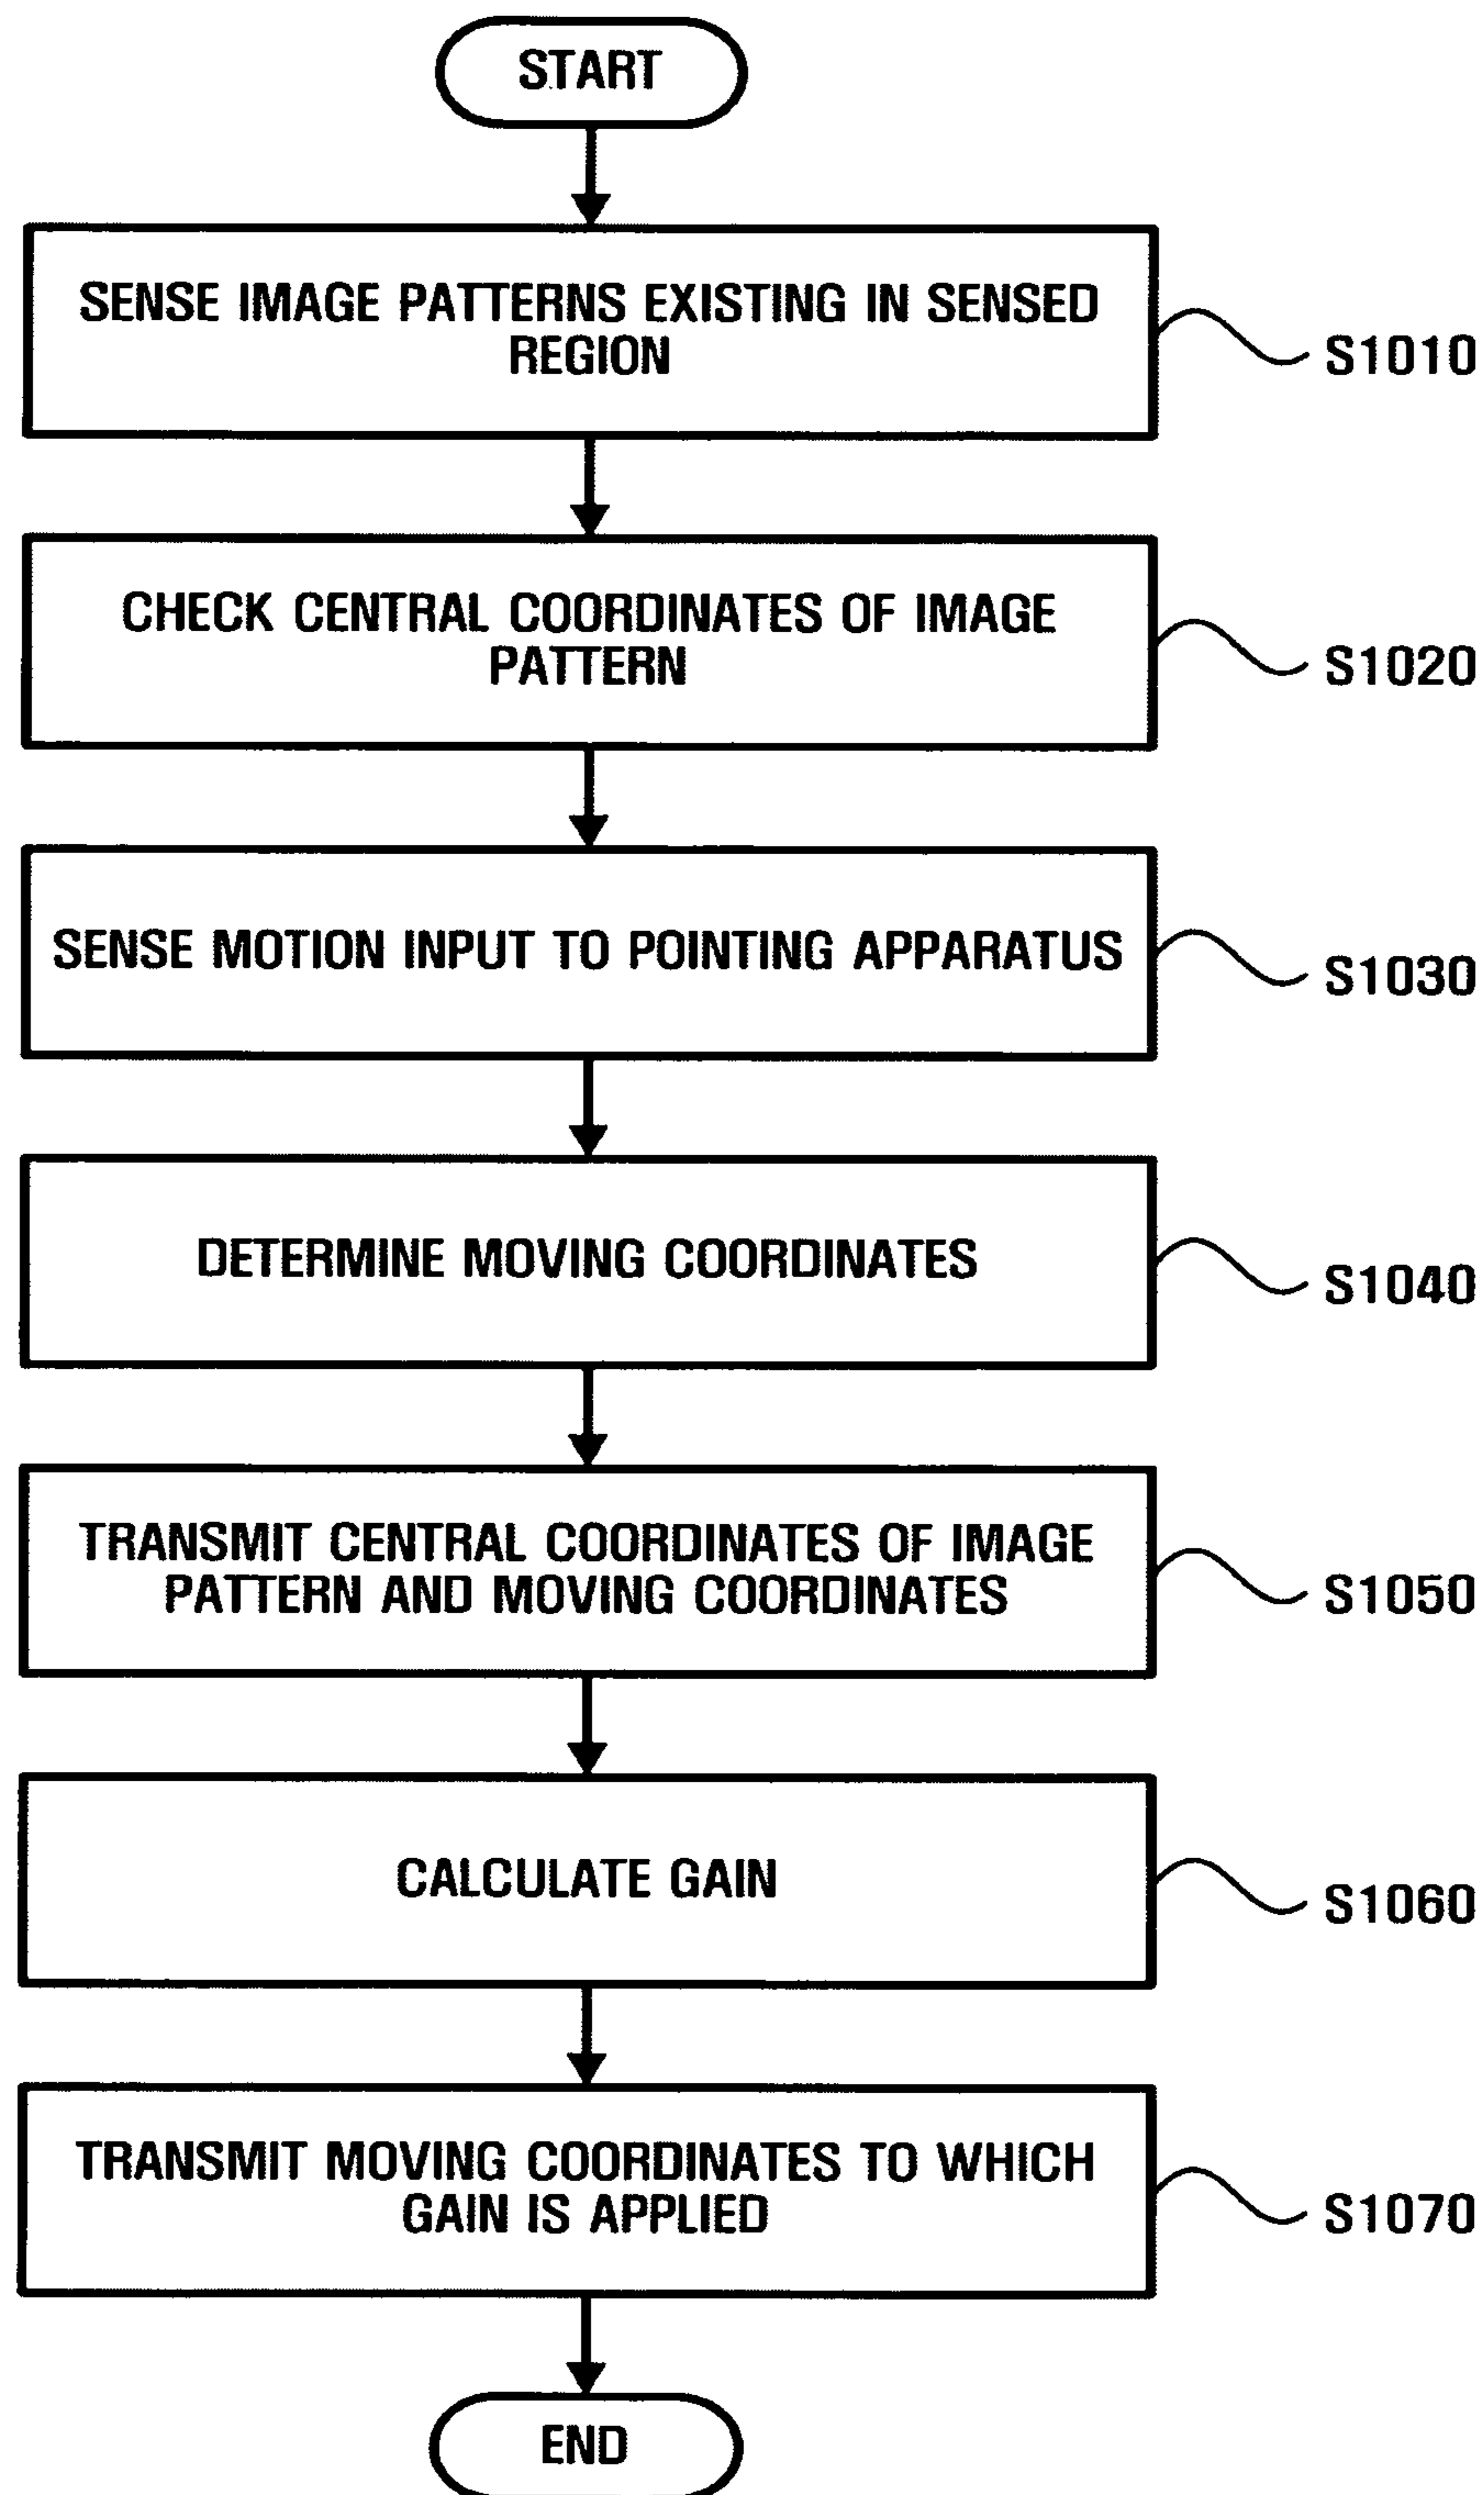 START
SENSE IMAGE PATTERNS EXISTING IN SENSED
REGION
S1010
CHECK CENTRAL COORDINATES OF IMAGE
PATTERN
S1020
SENSE MOTION INPUT TO POINTING APPARATUS
S1030
DETERMINE MOVING COORDINATES
S1040
TRANSMIT CENTRAL COORDINATES OF IMAGE
PATTERN AND MOVING COORDINATES
S1050
CALCULATE GAIN
S1060
TRANSMIT MOVING COORDINATES TO WHICH
GAIN IS APPLIED
S1070
END